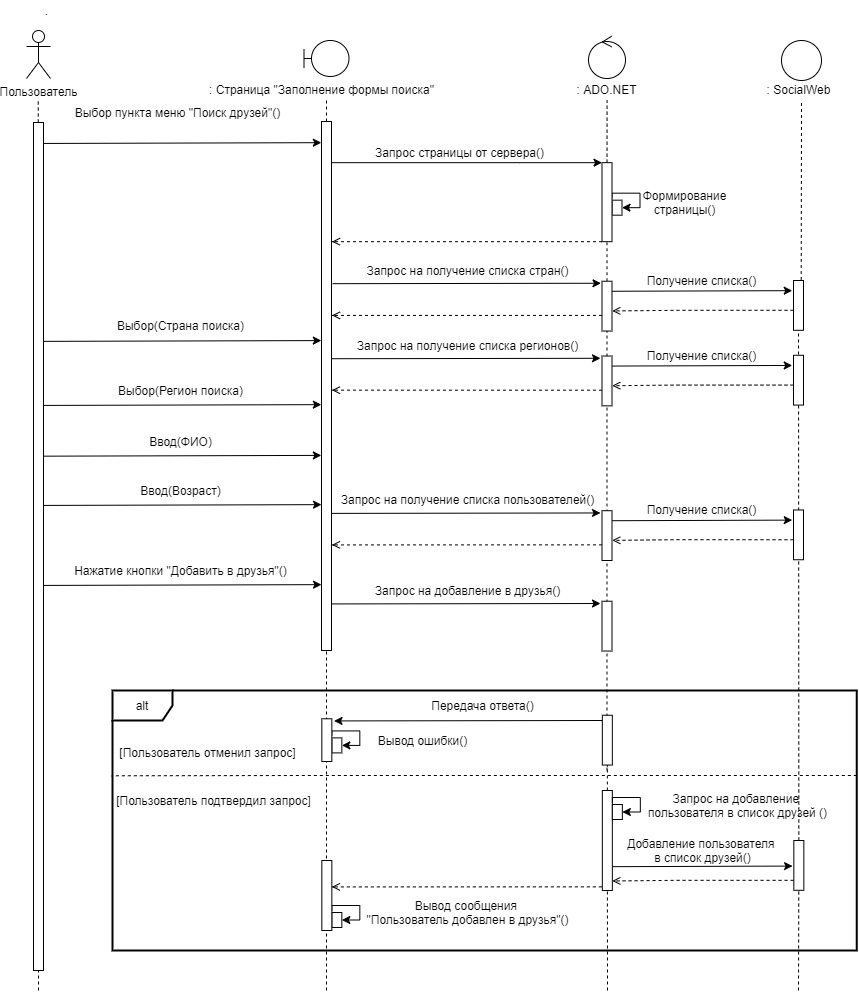 Пользователь
: Страница "Заполнение формы поиска"
: ADO.NET
: SocialWeb
Выбор пункта меню "Поиск друзей"()
Запрос страницы от сервера()
Формирование
страницы()
Запрос на получение списка стран()
Получение списка()
Выбор(Страна поиска)
Запрос на получение списка регионов()
Получение списка()
Выбор(Регион поиска)
Ввод(ФИО)
Ввод(Возраст)
Запрос на получение списка пользователей()
Получение списка()
Нажатие кнопки "Добавить в друзья"()
Запрос на добавление в друзья()
alt
Передача ответа()
Вывод ошибки()
[Пользователь отменил запрос]
[Пользователь подтвердил запрос]
Запрос на добавление
пользователя в список друзей ()
Добавление пользователя
в список друзей()
Вывод сообщения
"Пользователь добавлен в друзья"()